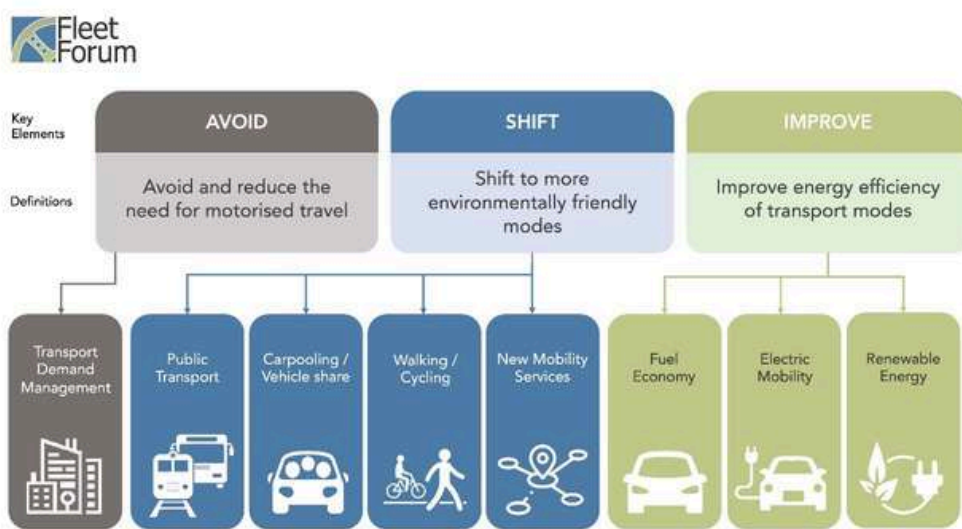 Fleet
Forum
Key
Elements
AVOID
SHIFT
IMPROVE
Definitions
Avoid and reduce the
need for motorised travel
Shift to more
environmentally friendly
modes
Improve energy efficiency
of transport modes
Transport
Demand
Management
Public
Transport
Carpooling /
Vehicle share
Walking /
Cycling
New Mobility
Services
Fuel
Economy
Electric
Mobility
Renewable
Energy